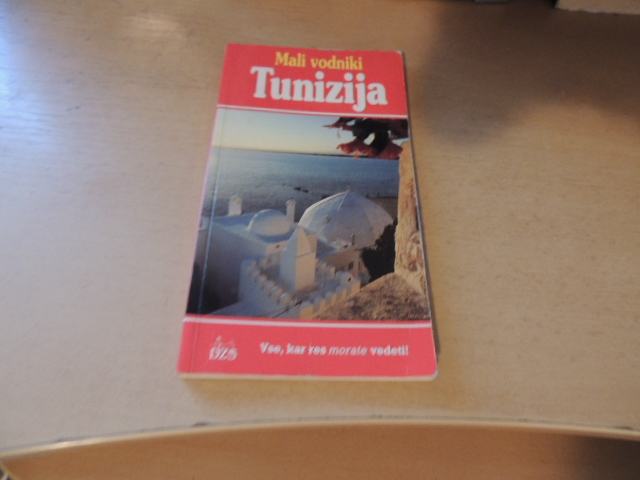 Mali vodniki
Tunizija
DZS
Vse, kar res morate vedeti!